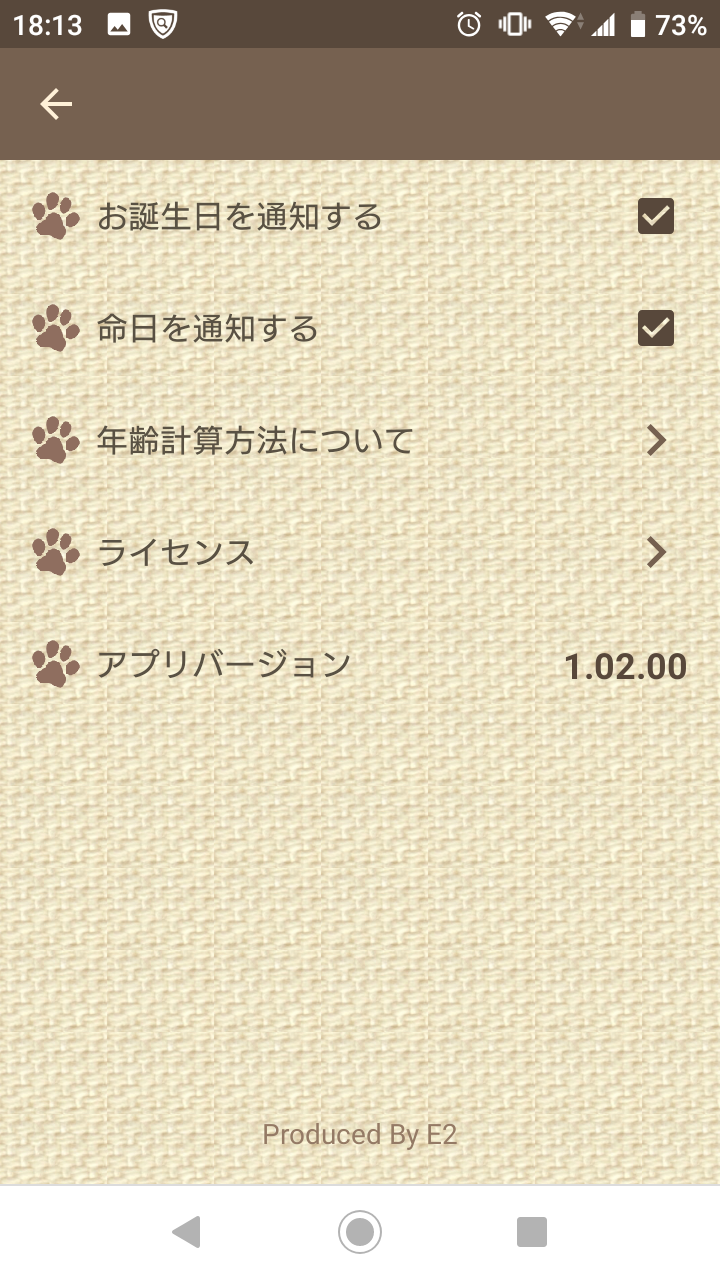 18:13
73%
お誕生日を通知する
命日を通知する
年齢計算方法について
ライセンス
アプリバージョン 1.02.00
Produced By E2